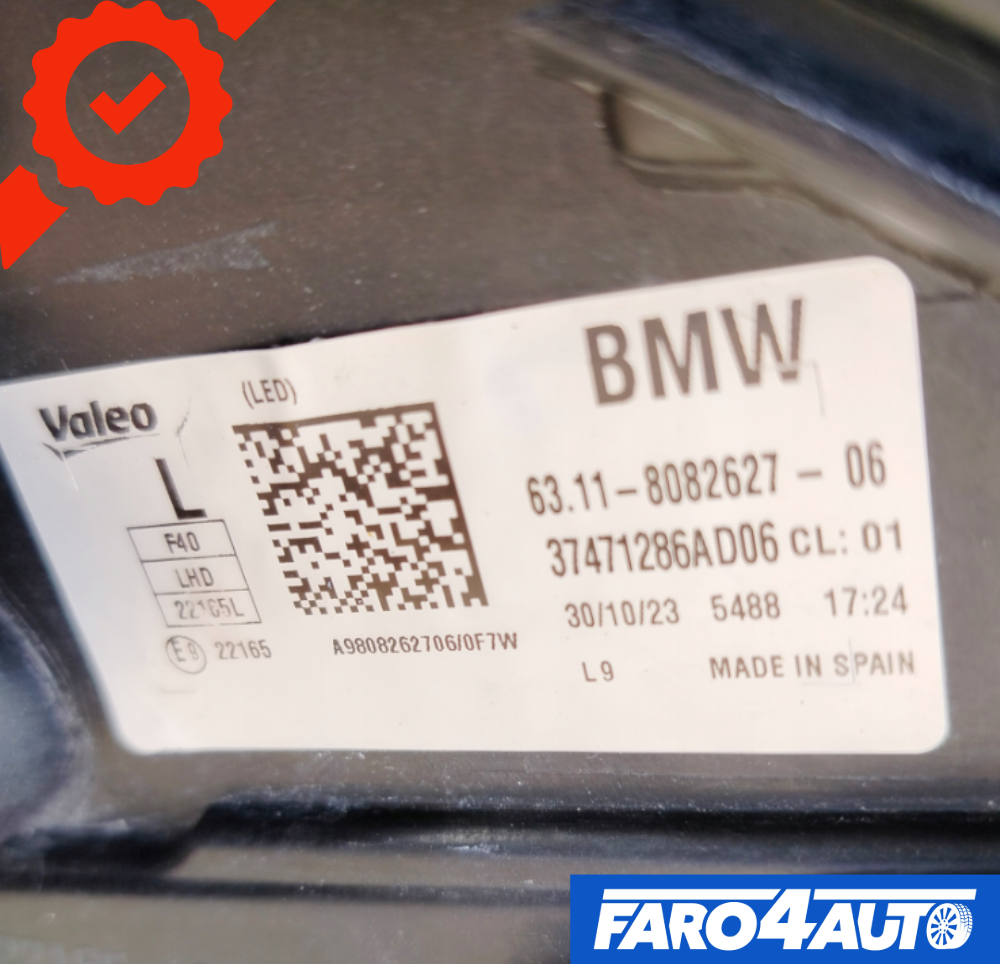 Valeo
(LED)
BMW
L
F40
LHD
22165L
E9 22165
A9808262706/0F7W
63.11-8082627 - 06
37471286AD06 CL: 01
30/10/23 5488 17:24
L9 MADE IN SPAIN
FARO4AUTO